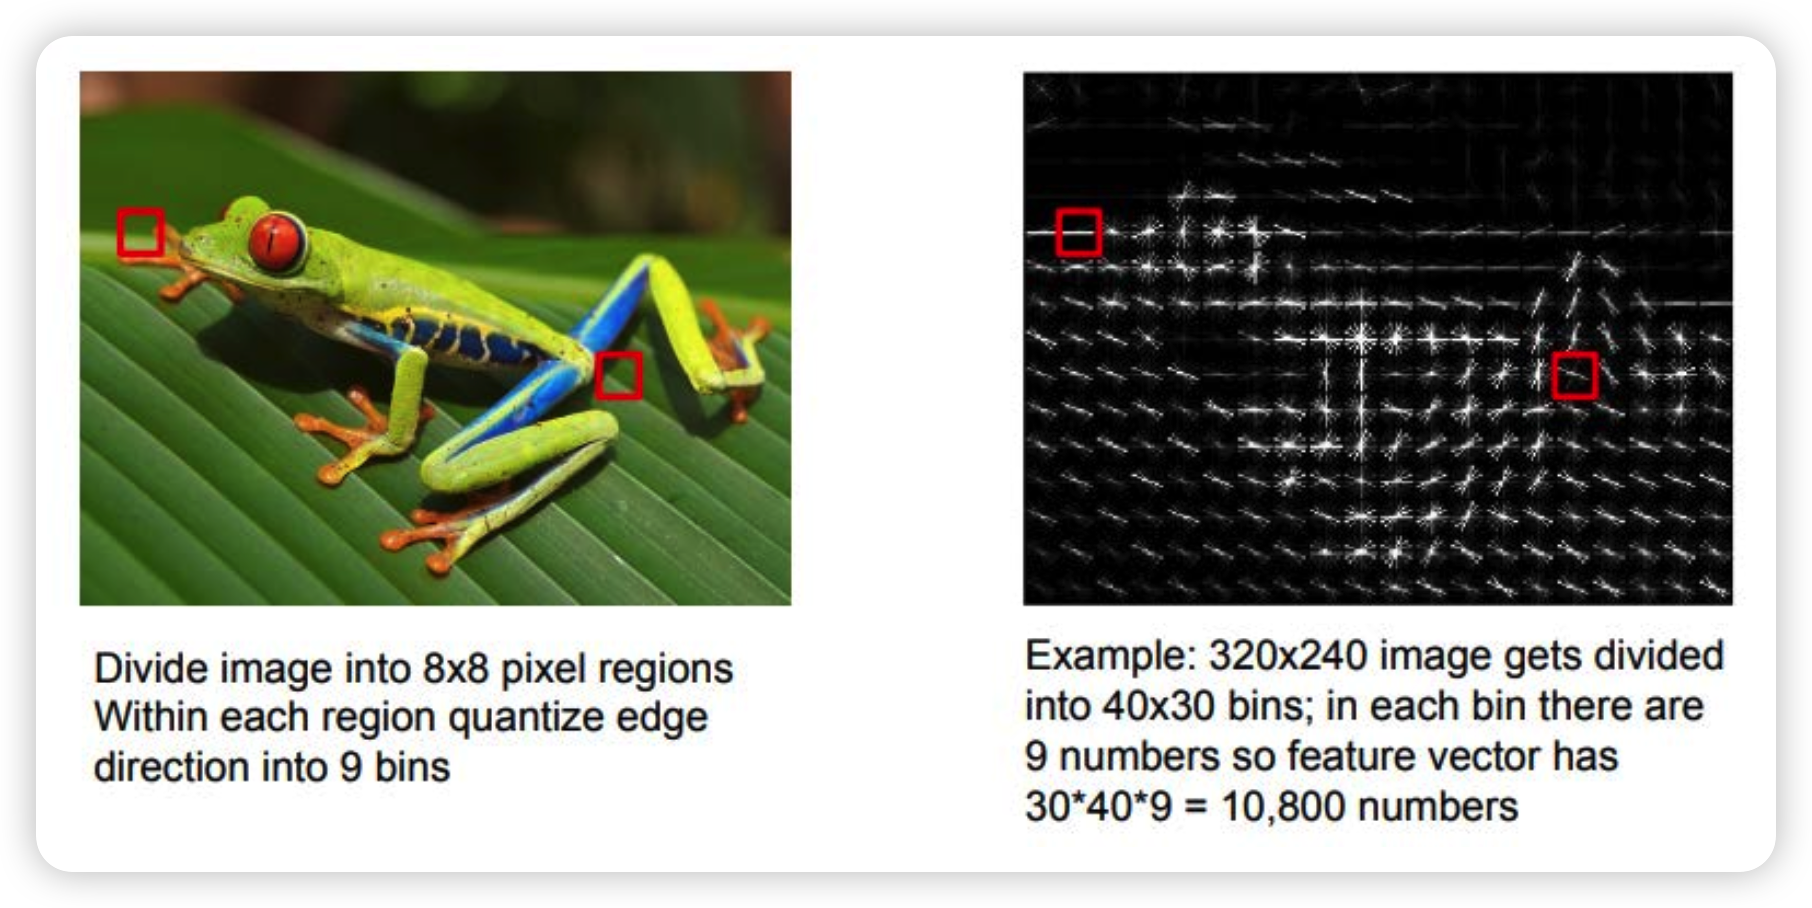 Divide image into 8x8 pixel regions
Within each region quantize edge
direction into 9 bins
Example: 320x240 image gets divided
into 40x30 bins; in each bin there are
9 numbers so feature vector has
30*40*9 = 10,800 numbers